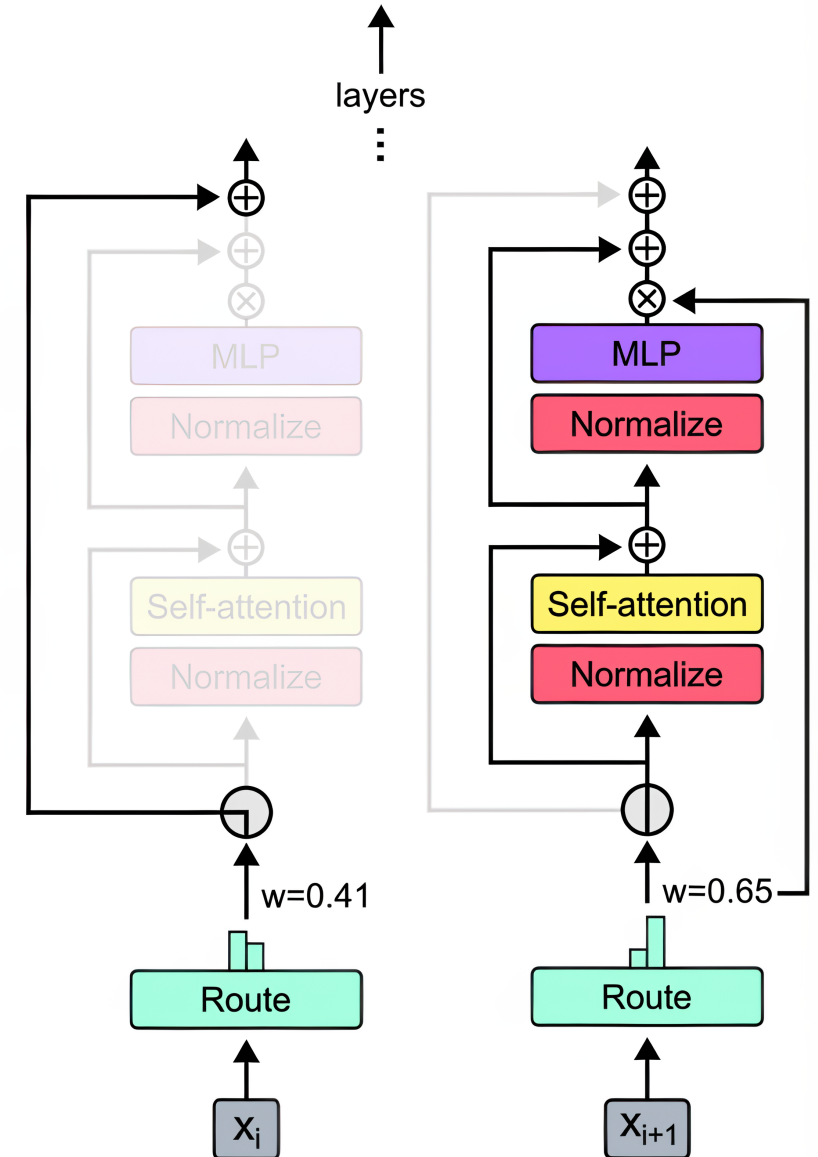 layers
⋮
MLP
Normalize
Self-attention
Normalize
w=0.41
Route
xᵢ
MLP
Normalize
Self-attention
Normalize
w=0.65
Route
xᵢ₊₁